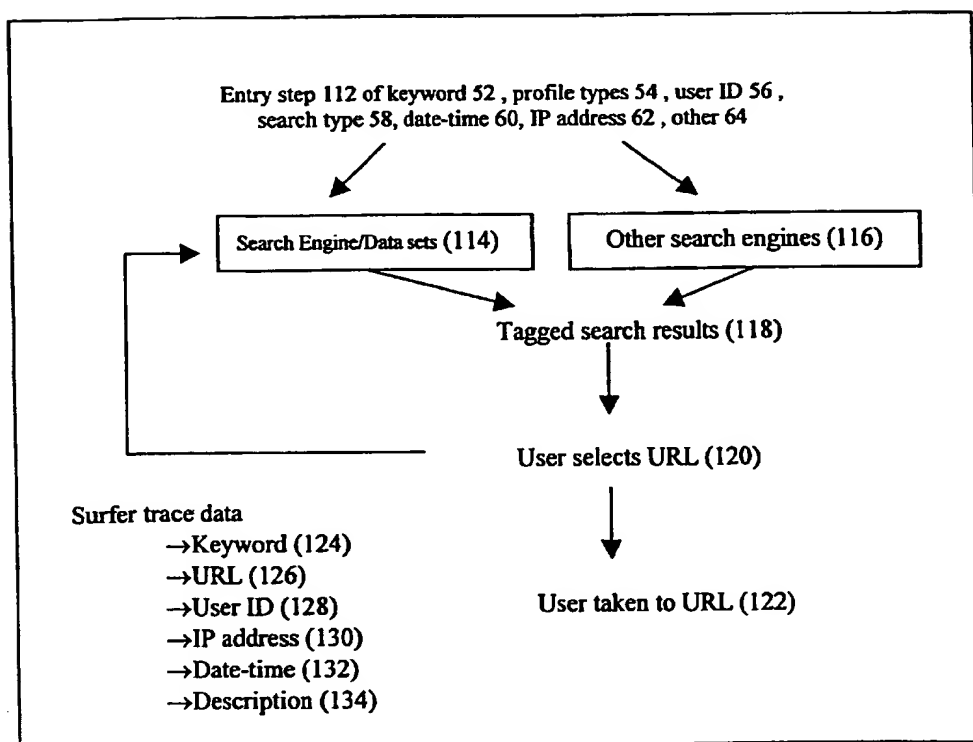 Entry step 112 of keyword 52 , profile types 54 , user ID 56 ,
search type 58, date-time 60, IP address 62 , other 64
Search Engine/Data sets (114)
Other search engines (116)
Tagged search results (118)
User selects URL (120)
Surfer trace data
→Keyword (124)
→URL (126)
→User ID (128)
→IP address (130)
→Date-time (132)
→Description (134)
User taken to URL (122)